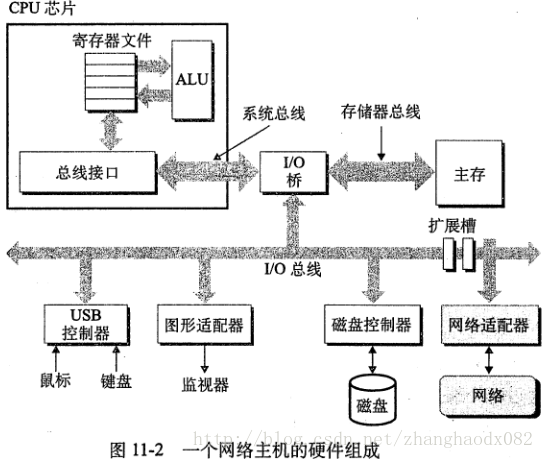 CPU 芯片
寄存器文件
ALU
系统总线
存储器总线
总线接口
I/O
桥
主存
扩展槽
I/O 总线
USB
控制器
图形适配器
磁盘控制器
网络适配器
鼠标
键盘
监视器
磁盘
网络
http://blog.csdn.net/zhanghaodx082
图 11-2 一个网络主机的硬件组成